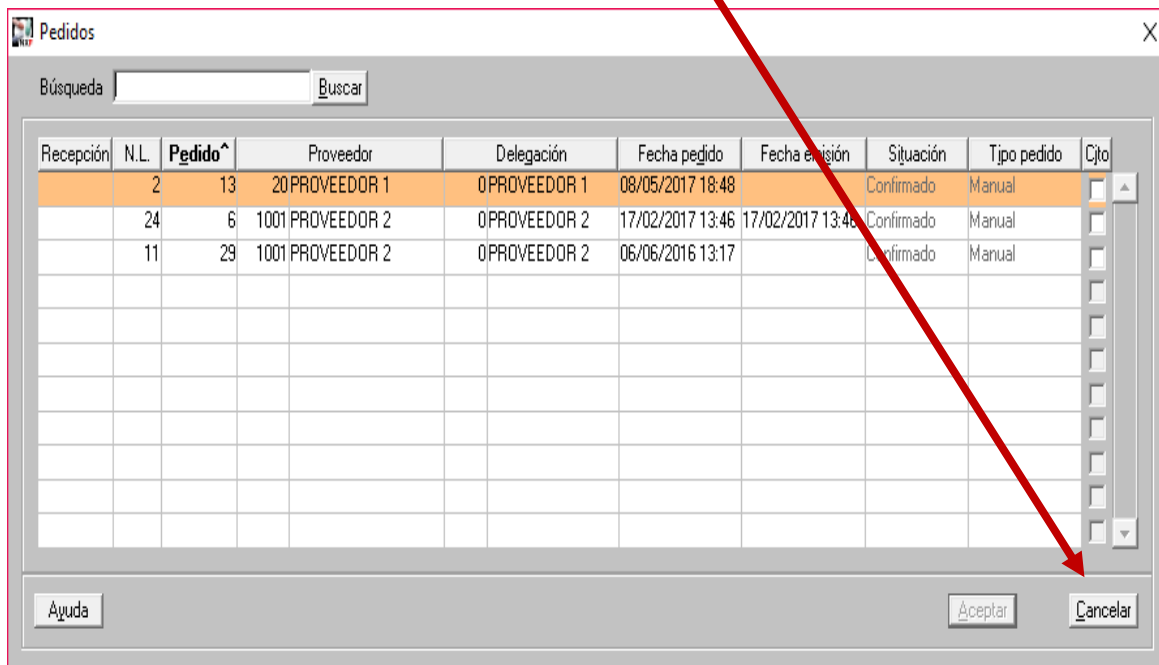 Pedidos X
Búsqueda Buscar
Recepción N.L. Pedido^ Proveedor Delegación Fecha pedido Fecha emisión Situación Tipo pedido Cjto
2 13 20 PROVEEDOR 1 0 PROVEEDOR 1 08/05/2017 18:48 Confirmado Manual
24 6 1001 PROVEEDOR 2 0 PROVEEDOR 2 17/02/2017 13:46 17/02/2017 13:46 Confirmado Manual
11 29 1001 PROVEEDOR 2 0 PROVEEDOR 2 06/06/2016 13:17 Confirmado Manual
Ayuda Aceptar Cancelar